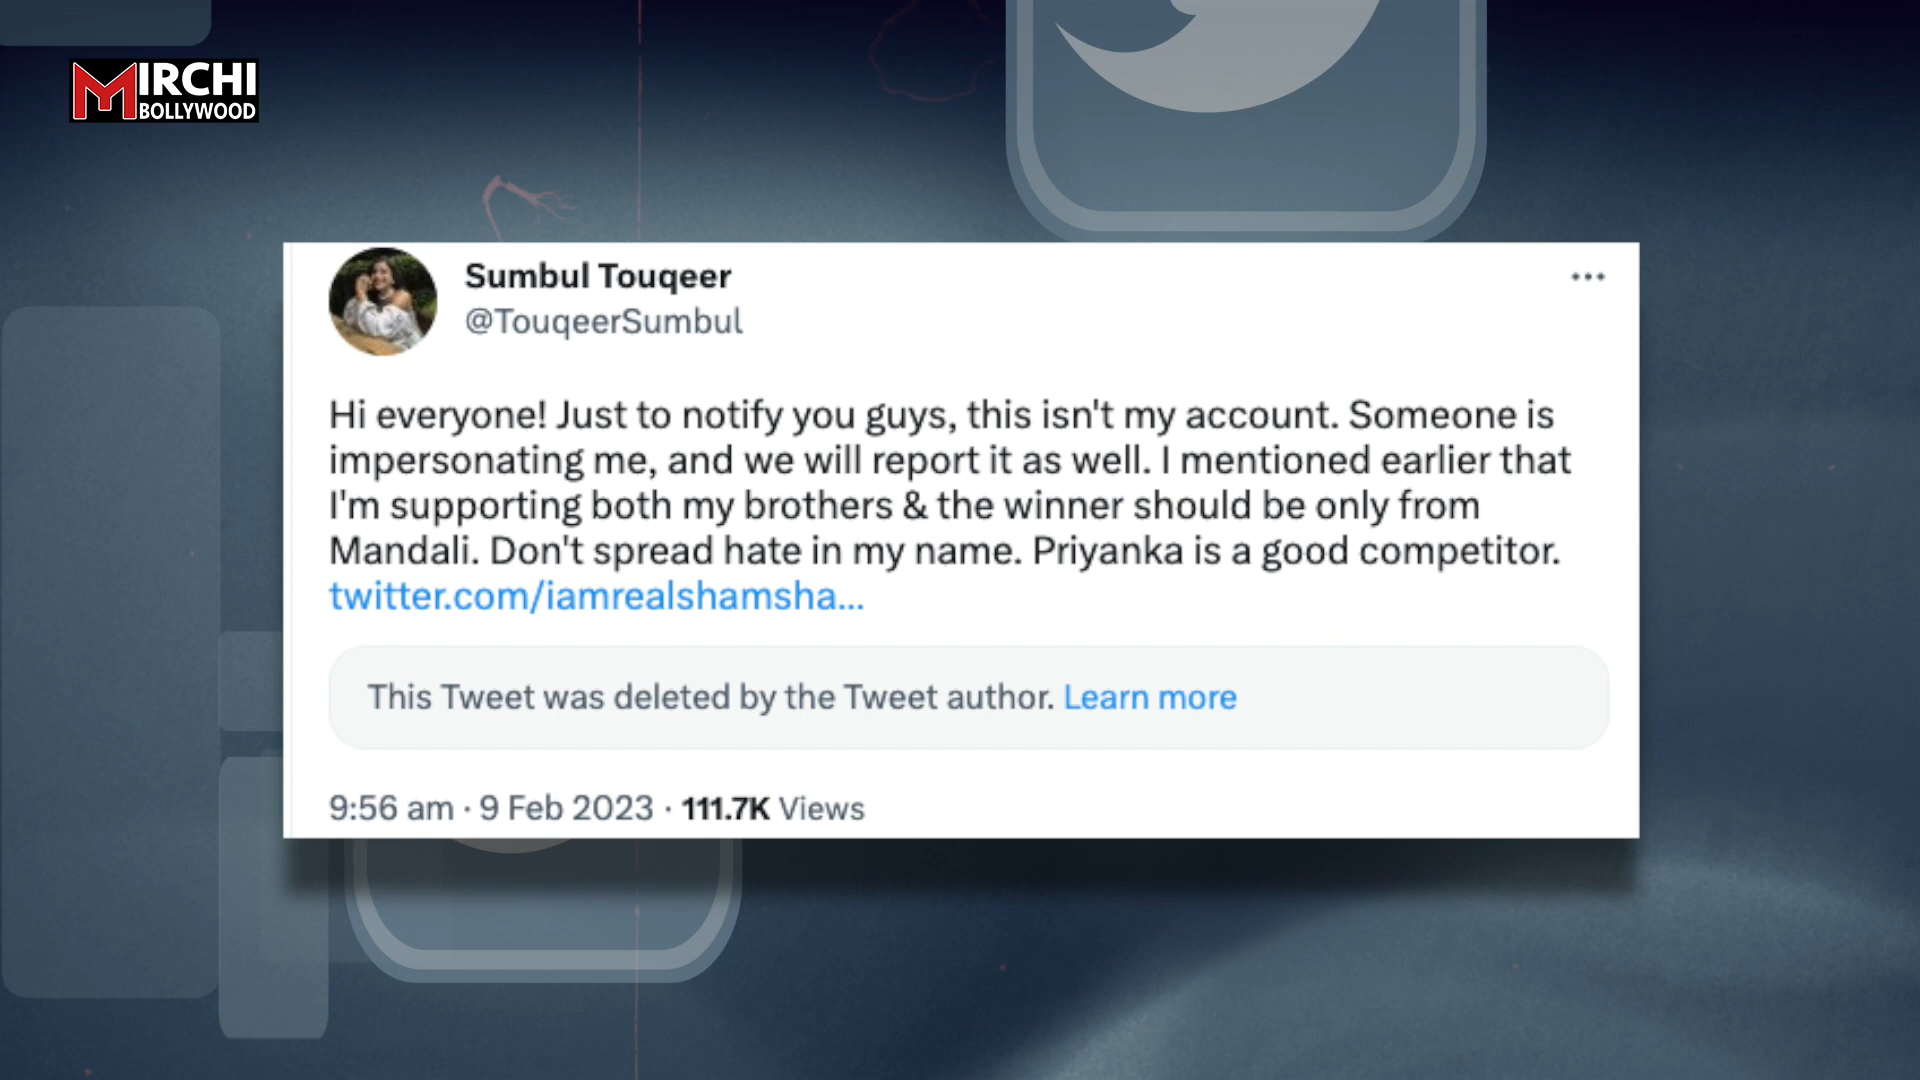 MIRCHI
BOLLYWOOD
Sumbul Touqeer
@TouqeerSumbul
Hi everyone! Just to notify you guys, this isn't my account. Someone is
impersonating me, and we will report it as well. I mentioned earlier that
I'm supporting both my brothers & the winner should be only from
Mandali. Don't spread hate in my name. Priyanka is a good competitor.
twitter.com/iamrealshamsha...
This Tweet was deleted by the Tweet author. Learn more
9:56 am · 9 Feb 2023 · 111.7K Views